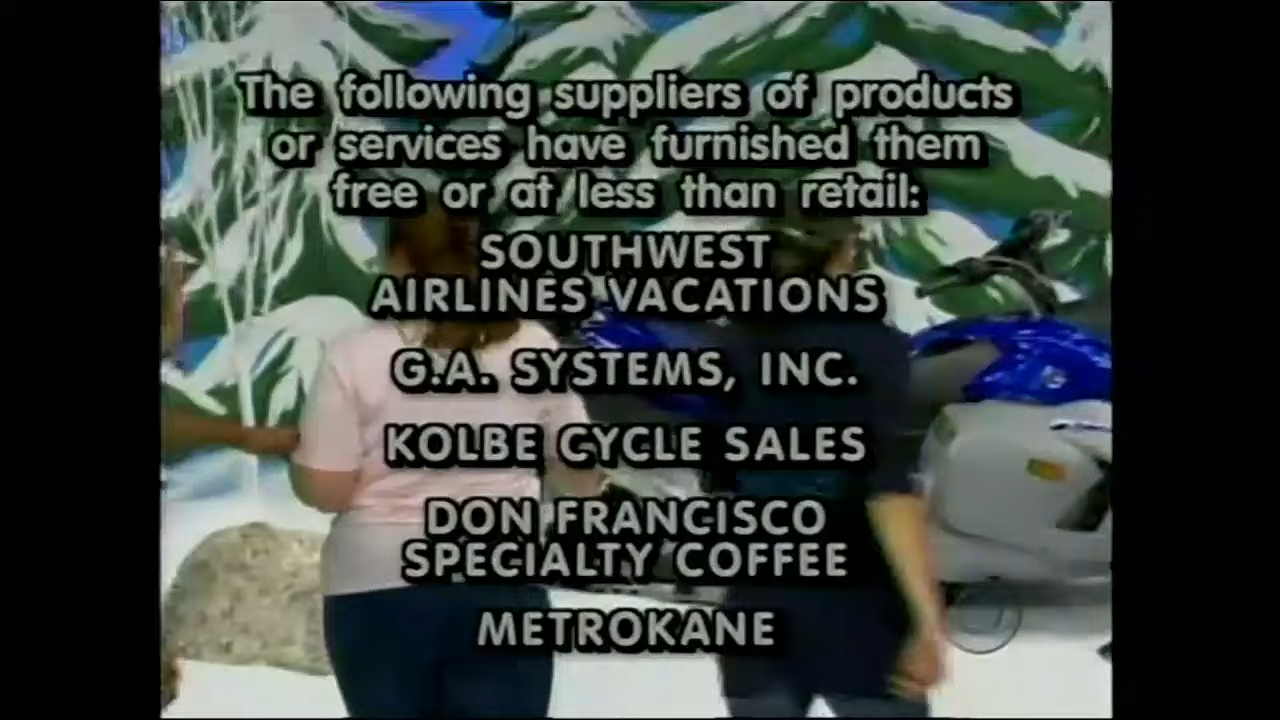 The following suppliers of products
or services have furnished them
free or at less than retail:
SOUTHWEST
AIRLINES VACATIONS
G.A. SYSTEMS, INC.
KOLBE CYCLE SALES
DON FRANCISCO
SPECIALTY COFFEE
METROKANE